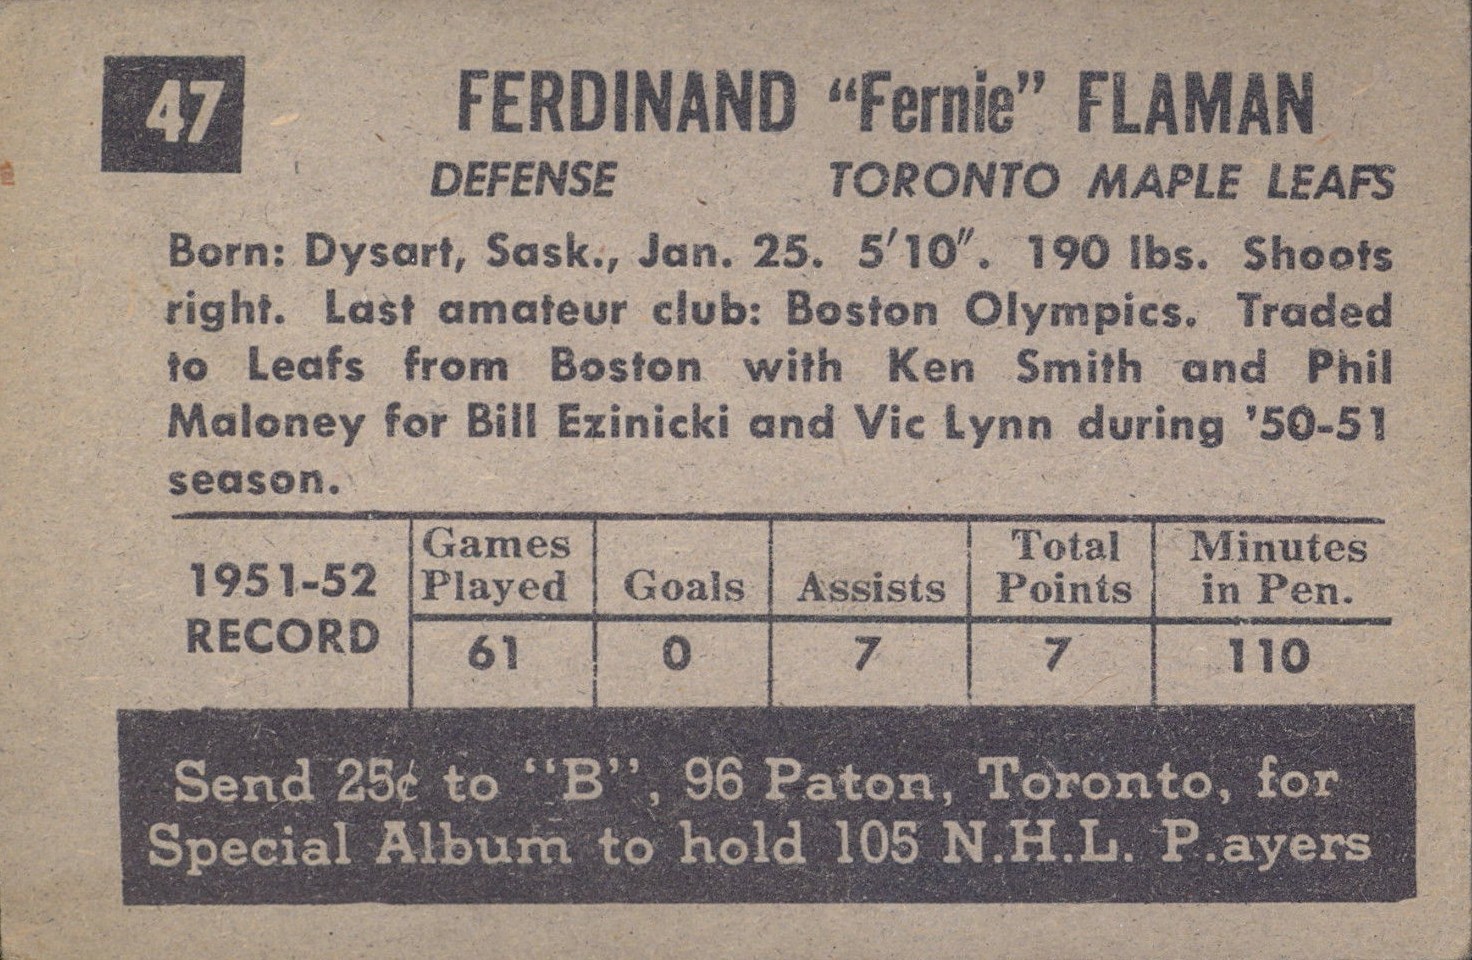 47
FERDINAND “Fernie” FLAMAN
DEFENSE TORONTO MAPLE LEAFS
Born: Dysart, Sask., Jan. 25. 5'10". 190 lbs. Shoots
right. Last amateur club: Boston Olympics. Traded
to Leafs from Boston with Ken Smith and Phil
Maloney for Bill Ezinicki and Vic Lynn during '50-51
season.
1951-52 RECORD
Games Played Goals Assists Total Points Minutes in Pen.
61 0 7 7 110
Send 25¢ to “B”, 96 Paton, Toronto, for
Special Album to hold 105 N.H.L. P.ayers